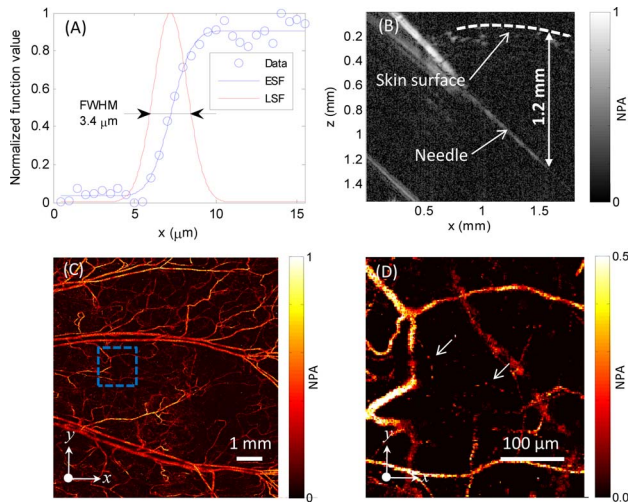 (A)
Normalized function value
1
0.8
0.6
0.4
0.2
0
0
5
10
15
x (μm)
FWHM
3.4 μm
Data
ESF
LSF
(B)
z (mm)
0.2
0.4
0.6
0.8
1
1.2
1.4
0.5
1
1.5
x (mm)
Skin surface
Needle
1.2 mm
1
0
NPA
(C)
y
x
1 mm
1
0
NPA
(D)
y
x
100 μm
0.5
0
NPA